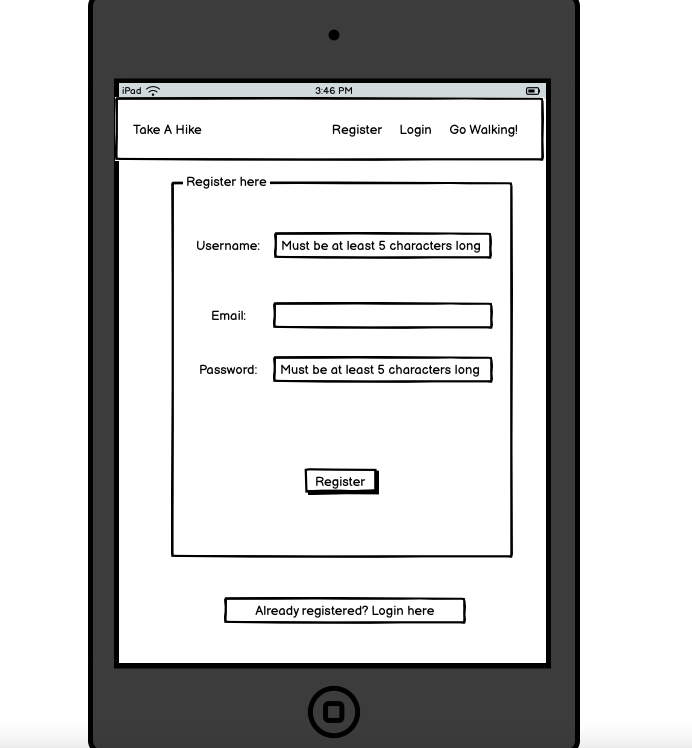 iPad 3:46 PM
Take A Hike Register Login Go Walking!
Register here
Username: Must be at least 5 characters long
Email:
Password: Must be at least 5 characters long
Register
Already registered? Login here